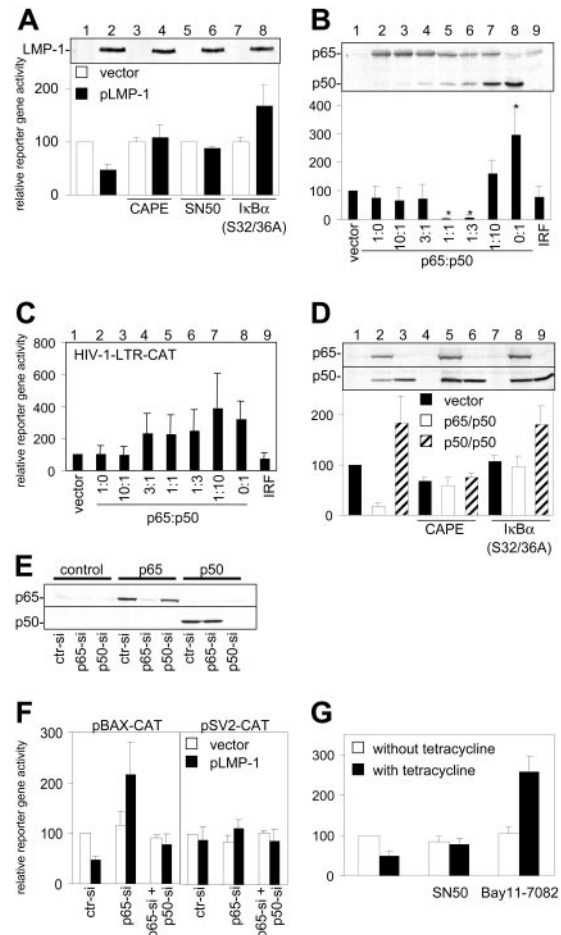 A
1 2 3 4 5 6 7 8
LMP-1-
vector
pLMP-1
relative reporter gene activity
200
100
0
CAPE SN50 IκBα
(S32/36A)
B
1 2 3 4 5 6 7 8 9
p65-
p50-
relative reporter gene activity
400
300
200
100
0
* * *
vector 1:0 10:1 3:1 1:1 1:3 1:10 0:1 IRF
p65:p50
C
1 2 3 4 5 6 7 8 9
HIV-1-LTR-CAT
relative reporter gene activity
800
600
400
200
0
vector 1:0 10:1 3:1 1:1 1:3 1:10 0:1 IRF
p65:p50
D
1 2 3 4 5 6 7 8 9
p65-
p50-
vector
p65/p50
p50/p50
200
100
0
CAPE IκBα
(S32/36A)
E
control p65 p50
p65-
p50-
ctr-si p65-si p50-si ctr-si p65-si p50-si ctr-si p65-si p50-si
F
pBAX-CAT pSV2-CAT
vector
pLMP-1
relative reporter gene activity
300
200
100
0
ctr-si p65-si p65-si + p50-si ctr-si p65-si p65-si + p50-si
G
without tetracycline
with tetracycline
300
200
100
0
SN50 Bay11-7082